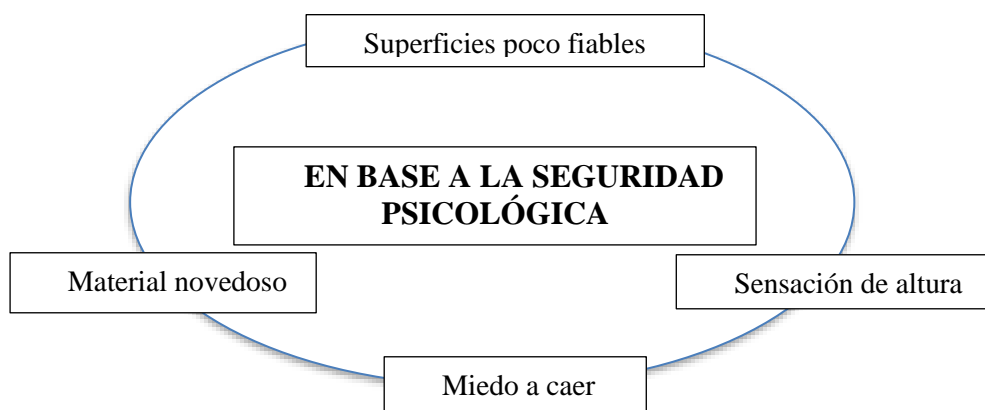 Superficies poco fiables
EN BASE A LA SEGURIDAD
PSICOLÓGICA
Material novedoso
Sensación de altura
Miedo a caer